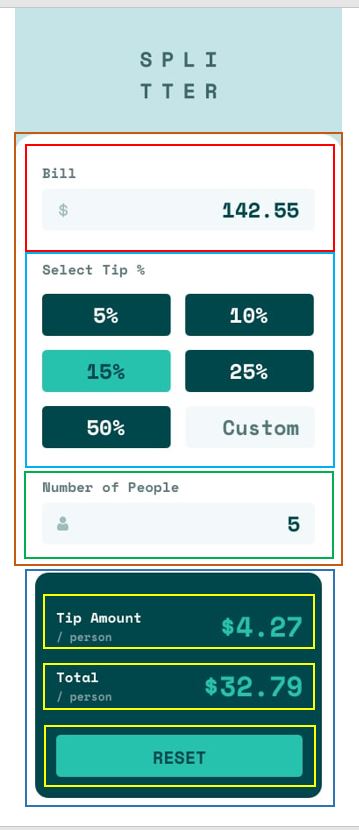 SPLI
TTER
Bill
$ 142.55
Select Tip %
5% 10%
15% 25%
50% Custom
Number of People
5
Tip Amount
/ person
$4.27
Total
/ person
$32.79
RESET